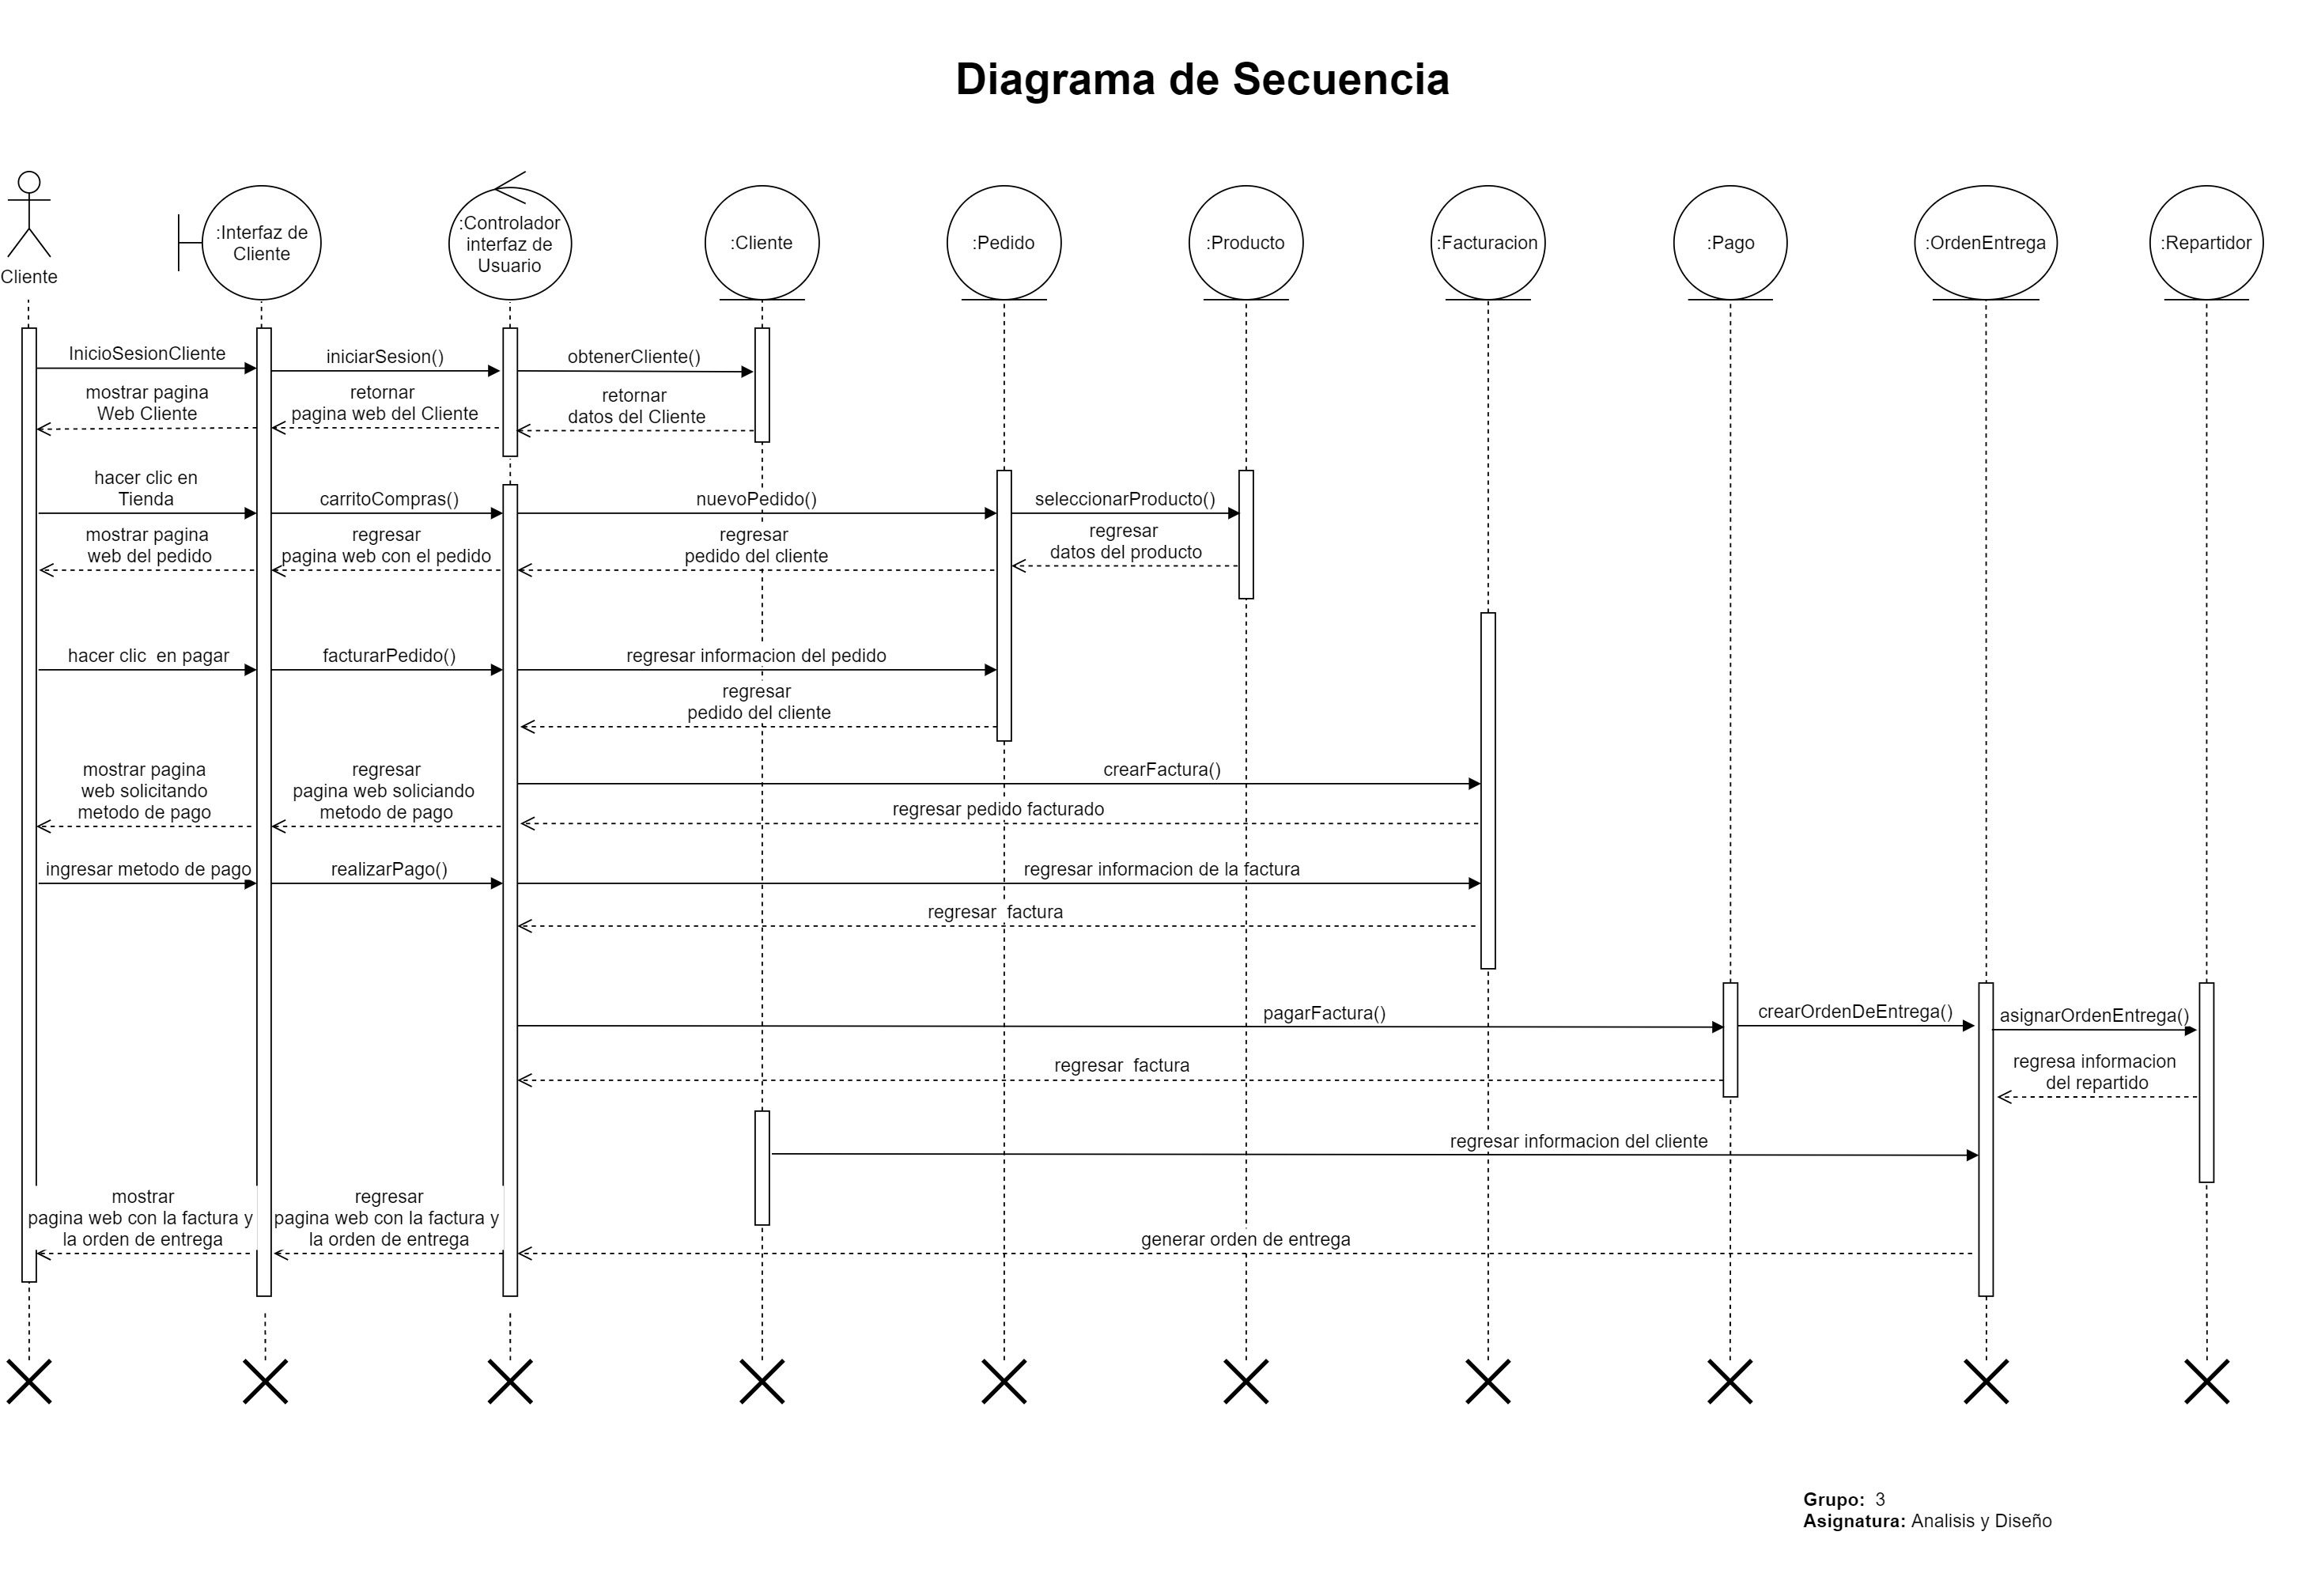 Diagrama de Secuencia
Cliente
:Interfaz de
Cliente
:Controlador
interfaz de
Usuario
:Cliente
:Pedido
:Producto
:Facturacion
:Pago
:OrdenEntrega
:Repartidor
InicioSesionCliente
iniciarSesion()
obtenerCliente()
mostrar pagina
Web Cliente
retornar
pagina web del Cliente
retornar
datos del Cliente
hacer clic en
Tienda
carritoCompras()
nuevoPedido()
seleccionarProducto()
mostrar pagina
web del pedido
regresar
pagina web con el pedido
regresar
pedido del cliente
regresar
datos del producto
hacer clic en pagar
facturarPedido()
regresar informacion del pedido
regresar
pedido del cliente
mostrar pagina
web solicitando
metodo de pago
regresar
pagina web soliciando
metodo de pago
crearFactura()
regresar pedido facturado
ingresar metodo de pago
realizarPago()
regresar informacion de la factura
regresar factura
pagarFactura()
crearOrdenDeEntrega()
asignarOrdenEntrega()
regresar factura
regresa informacion
del repartido
regresar informacion del cliente
mostrar
pagina web con la factura y
la orden de entrega
regresar
pagina web con la factura y
la orden de entrega
generar orden de entrega
Grupo: 3
Asignatura: Analisis y Diseño